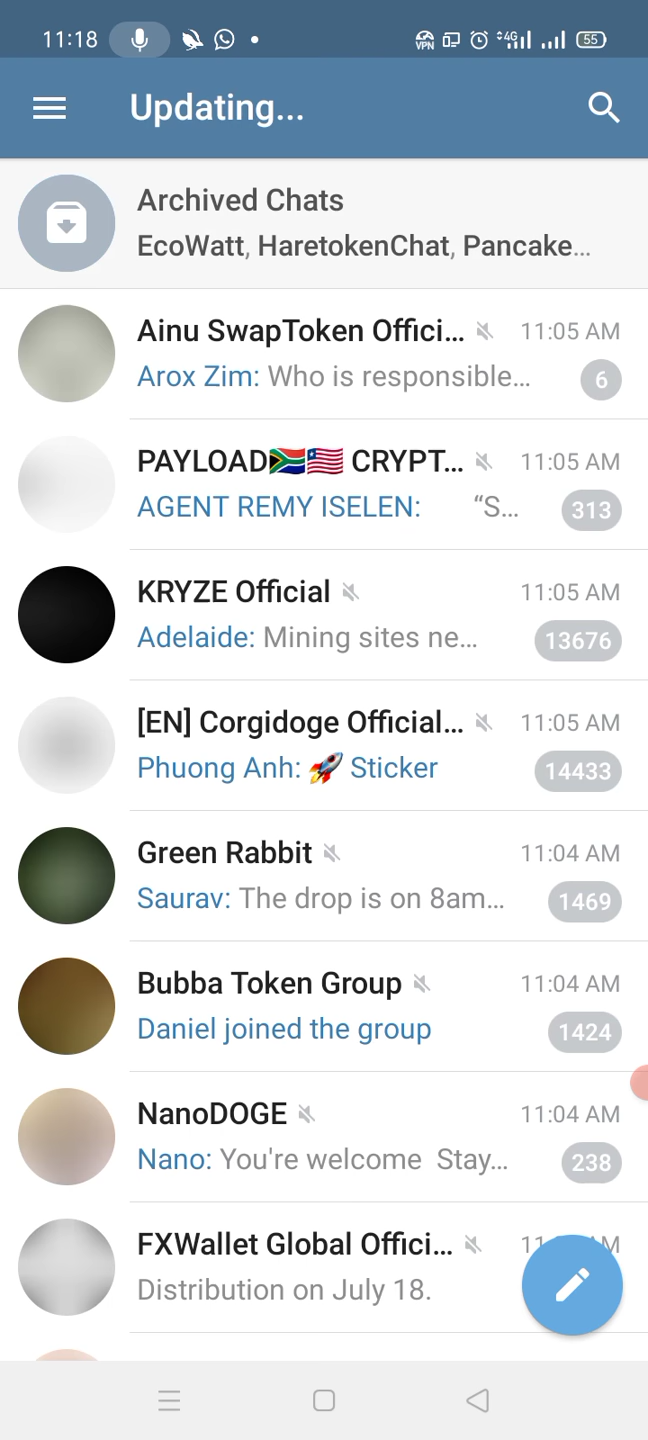 11:18 VPN 4G 55
Updating...
Archived Chats
EcoWatt, HaretokenChat, Pancake...
Ainu SwapToken Offici... 11:05 AM
Arox Zim: Who is responsible... 6
PAYLOAD🇿🇦🇱🇷 CRYPT... 11:05 AM
AGENT REMY ISELEN: “S... 313
KRYZE Official 11:05 AM
Adelaide: Mining sites ne... 13676
[EN] Corgidoge Official... 11:05 AM
Phuong Anh: 🚀 Sticker 14433
Green Rabbit 11:04 AM
Saurav: The drop is on 8am... 1469
Bubba Token Group 11:04 AM
Daniel joined the group 1424
NanoDOGE 11:04 AM
Nano: You're welcome Stay... 238
FXWallet Global Offici...
Distribution on July 18.